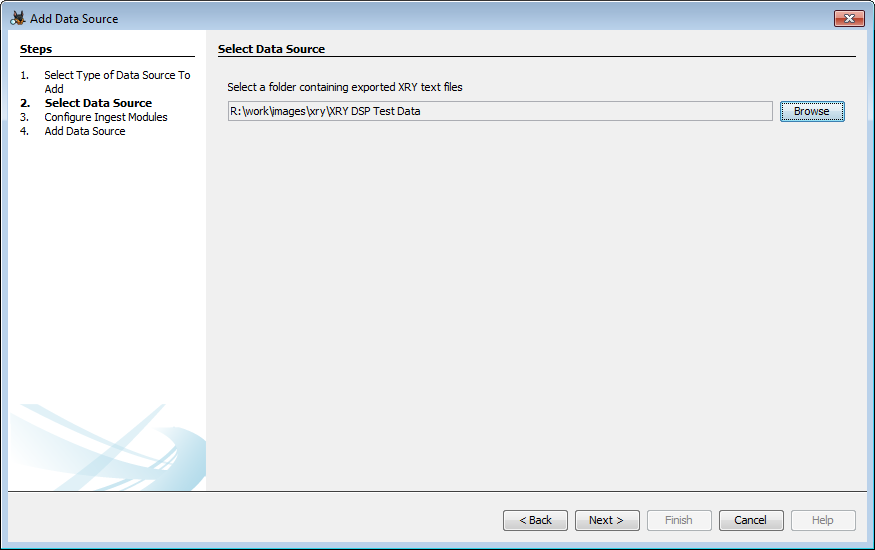 Add Data Source
Steps
1. Select Type of Data Source To
Add
2. Select Data Source
3. Configure Ingest Modules
4. Add Data Source
Select Data Source
Select a folder containing exported XRY text files
R:\work\images\xry\XRY DSP Test Data
Browse
< Back
Next >
Finish
Cancel
Help